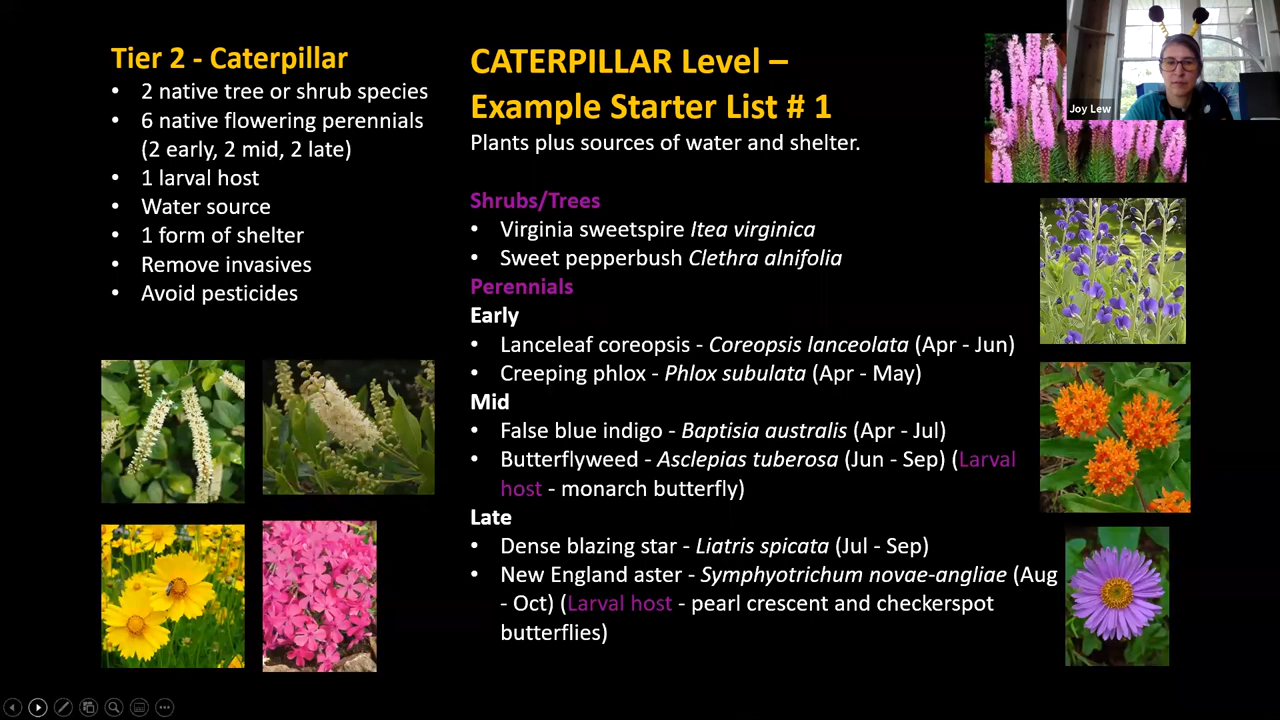 Tier 2 - Caterpillar
• 2 native tree or shrub species
• 6 native flowering perennials
(2 early, 2 mid, 2 late)
• 1 larval host
• Water source
• 1 form of shelter
• Remove invasives
• Avoid pesticides
CATERPILLAR Level –
Example Starter List # 1
Plants plus sources of water and shelter.
Shrubs/Trees
• Virginia sweetspire Itea virginica
• Sweet pepperbush Clethra alnifolia
Perennials
Early
• Lanceleaf coreopsis - Coreopsis lanceolata (Apr - Jun)
• Creeping phlox - Phlox subulata (Apr - May)
Mid
• False blue indigo - Baptisia australis (Apr - Jul)
• Butterflyweed - Asclepias tuberosa (Jun - Sep) (Larval
host - monarch butterfly)
Late
• Dense blazing star - Liatris spicata (Jul - Sep)
• New England aster - Symphyotrichum novae-angliae (Aug
- Oct) (Larval host - pearl crescent and checkerspot
butterflies)
Joy Lew